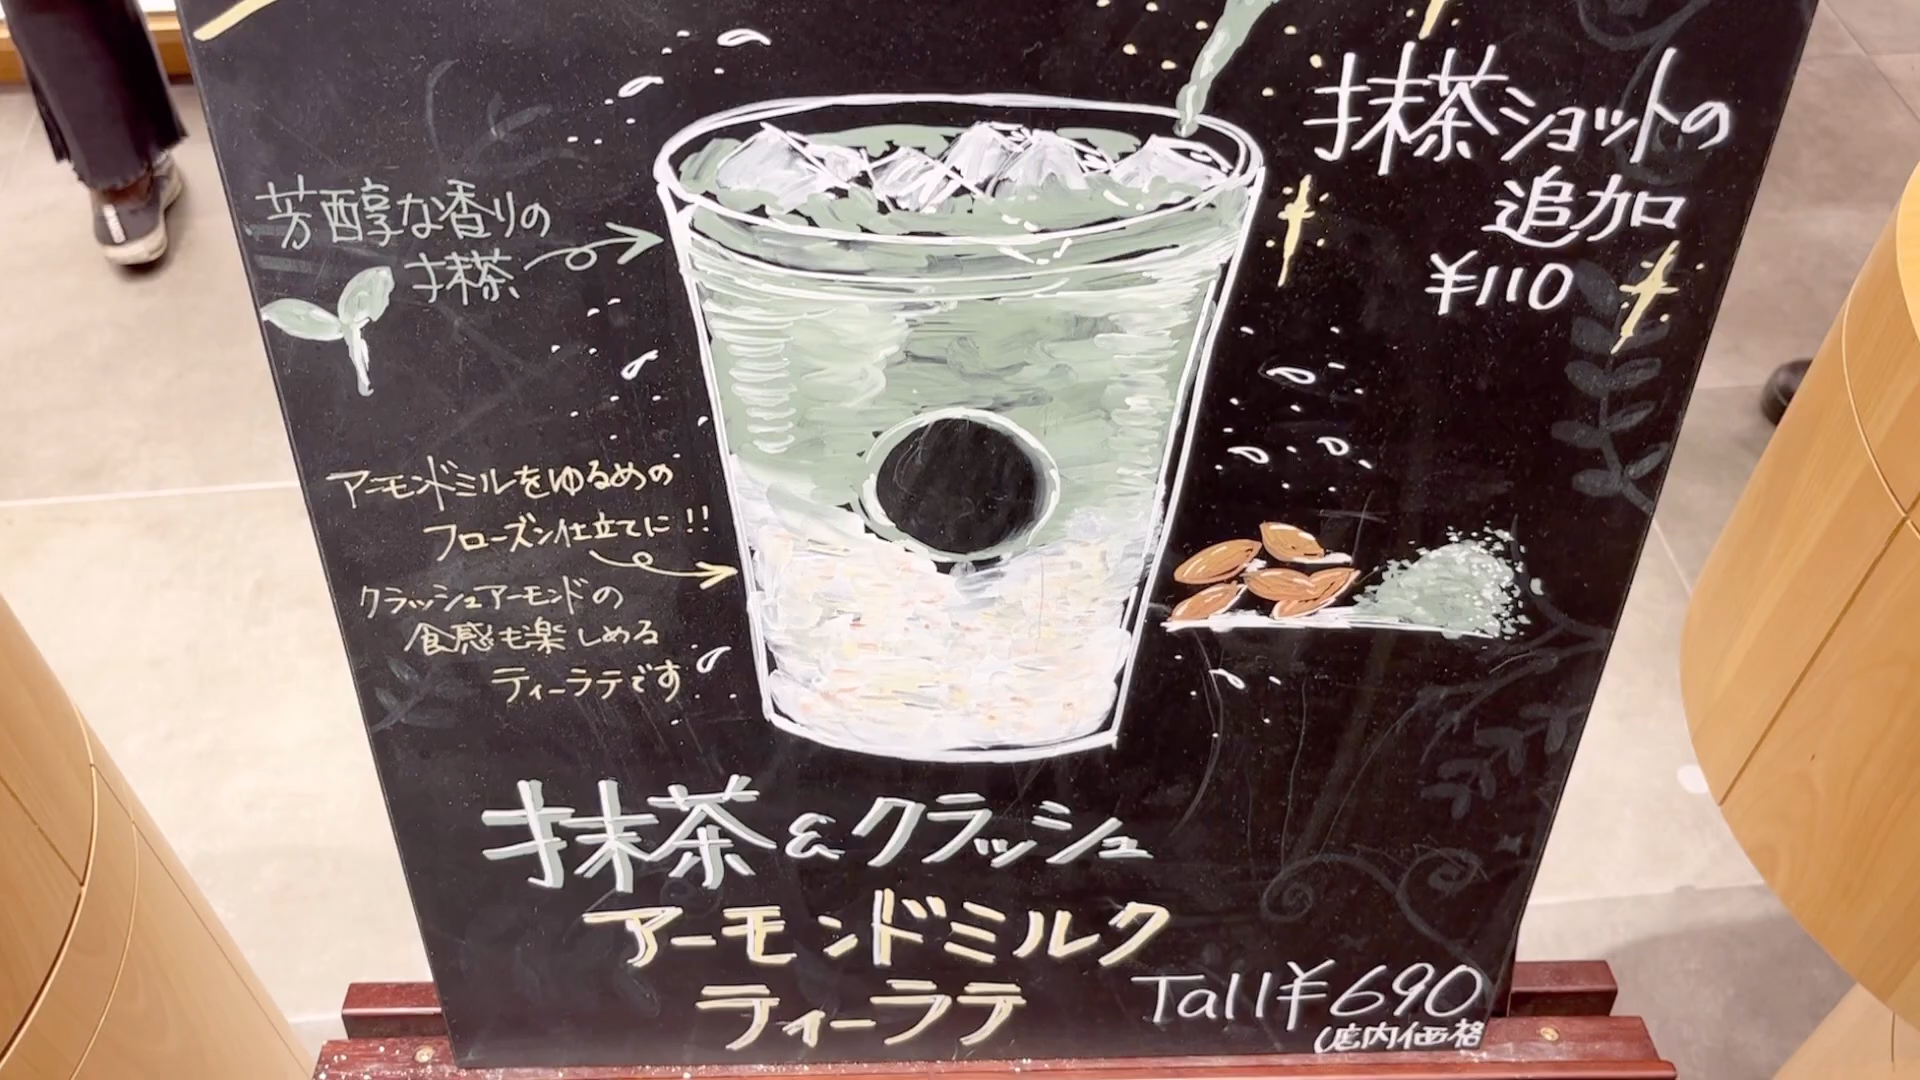 抹茶ショットの
追加
¥110
芳醇な香りの
抹茶
アーモンドミルをゆるめの
フローズン仕立てに!!
クラッシュアーモンドの
食感も楽しめる
ティーラテです
抹茶&クラッシュ
アーモンドミルク
ティーラテ
Tall¥690
店内価格